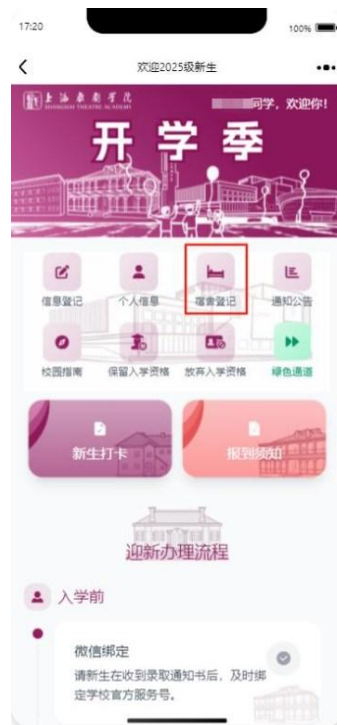 17:20
100%
欢迎2025级新生
上海戏剧学院
SHANGHAI THEATRE ACADEMY
同学，欢迎你!
开学季
信息登记
个人信息
宿舍登记
通知公告
校园指南
保留入学资格
放弃入学资格
绿色通道
新生打卡
报到须知
迎新办理流程
入学前
微信绑定
请新生在收到录取通知书后，及时绑
定学校官方服务号。